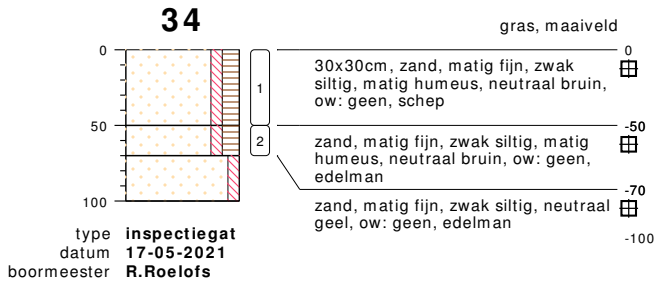 34
gras, maaiveld
0
0
30x30cm, zand, matig fijn, zwak
siltig, matig humeus, neutraal bruin,
ow: geen, schep
1
50
-50
2
zand, matig fijn, zwak siltig, matig
humeus, neutraal bruin, ow: geen,
edelman
-70
100
zand, matig fijn, zwak siltig, neutraal
geel, ow: geen, edelman
-100
type inspectiegat
datum 17-05-2021
boormeester R.Roelofs